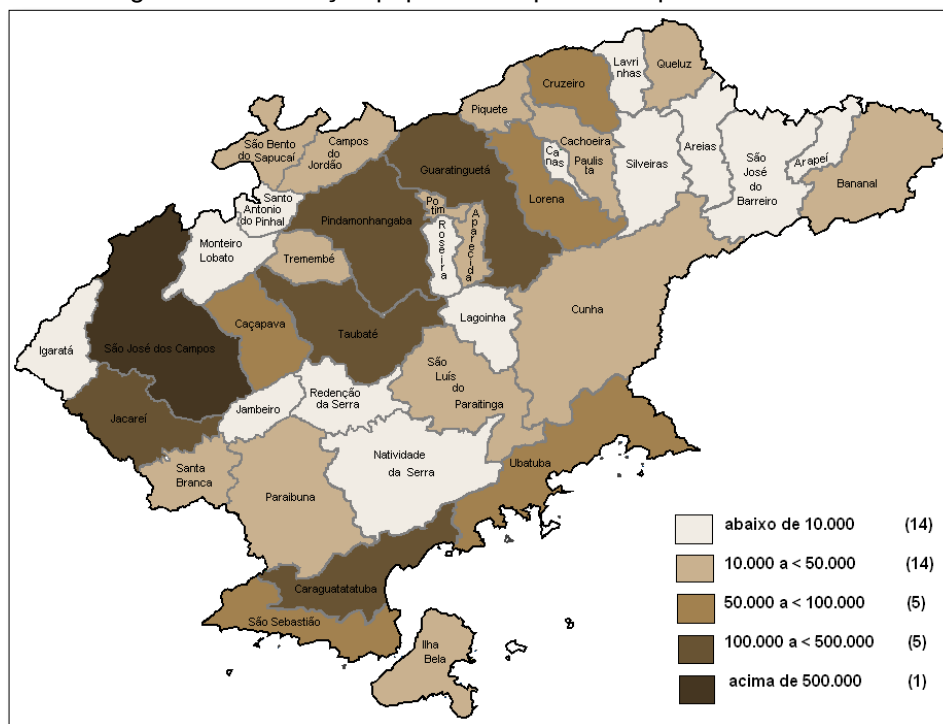 Lavri
nhas
Queluz
Cruzeiro
Piquete
São Bento
do Sapucaí
Campos
do
Jordão
Cachoeira
Paulis
ta
Ca
nas
Silveiras
Areias
São
José
do
Barreiro
Arapeí
Bananal
Guaratinguetá
Lorena
Santo
Antonio
do Pinhal
Pindamonhangaba
Po
tim
Aparecida
Roseira
Monteiro
Lobato
Tremembé
Cunha
Lagoinha
Caçapava
Taubaté
Igaratá
São José dos Campos
São
Luís
do
Paraitinga
Redenção
da Serra
Jambeiro
Jacareí
Natividade
da Serra
Ubatuba
Santa
Branca
Paraibuna
Caraguatatatuba
São Sebastião
Ilha
Bela
abaixo de 10.000 (14)
10.000 a < 50.000 (14)
50.000 a < 100.000 (5)
100.000 a < 500.000 (5)
acima de 500.000 (1)